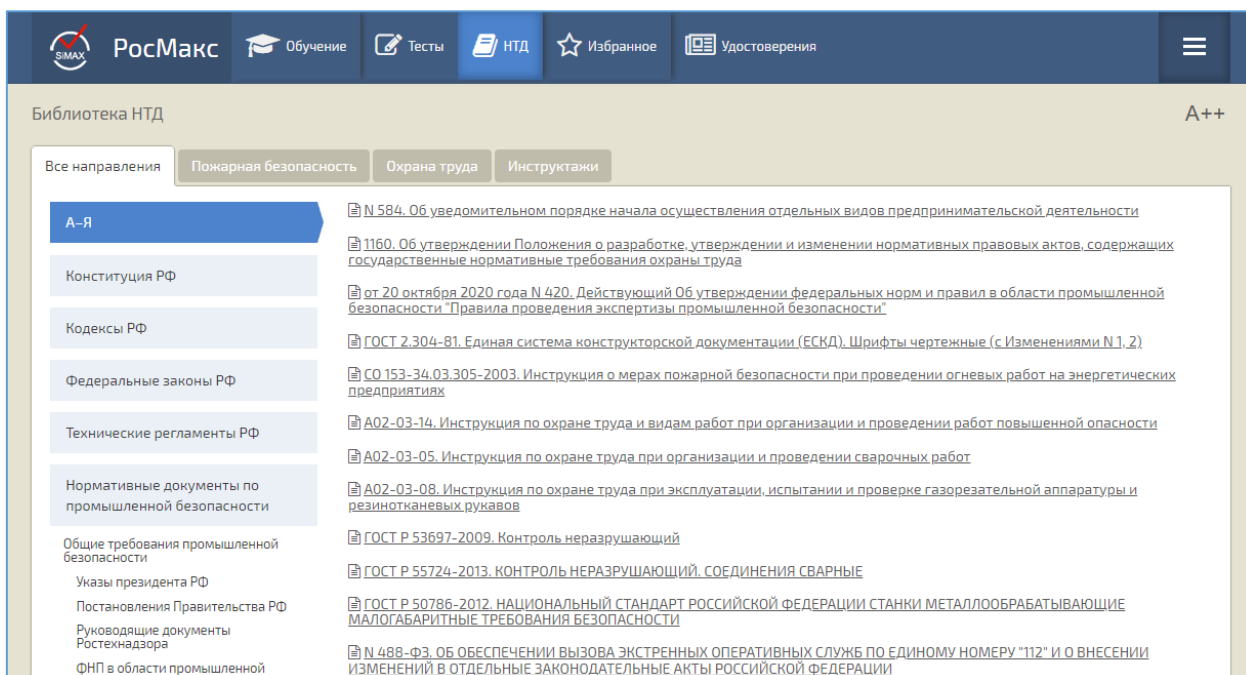 SiMAX
РосМакс
Обучение
Тесты
НТД
Избранное
Удостоверения
Библиотека НТД
A++
Все направления
Пожарная безопасность
Охрана труда
Инструктажи
А–Я
Конституция РФ
Кодексы РФ
Федеральные законы РФ
Технические регламенты РФ
Нормативные документы по
промышленной безопасности
Общие требования промышленной
безопасности
Указы президента РФ
Постановления Правительства РФ
Руководящие документы
Ростехнадзора
ФНП в области промышленной
N 584. Об уведомительном порядке начала осуществления отдельных видов предпринимательской деятельности
1160. Об утверждении Положения о разработке, утверждении и изменении нормативных правовых актов, содержащих
государственные нормативные требования охраны труда
от 20 октября 2020 года N 420. Действующий Об утверждении федеральных норм и правил в области промышленной
безопасности "Правила проведения экспертизы промышленной безопасности"
ГОСТ 2.304-81. Единая система конструкторской документации (ЕСКД). Шрифты чертежные (с Изменениями N 1, 2)
СО 153-34.03.305-2003. Инструкция о мерах пожарной безопасности при проведении огневых работ на энергетических
предприятиях
А02-03-14. Инструкция по охране труда и видам работ при организации и проведении работ повышенной опасности
А02-03-05. Инструкция по охране труда при организации и проведении сварочных работ
А02-03-08. Инструкция по охране труда при эксплуатации, испытании и проверке газорезательной аппаратуры и
резинотканевых рукавов
ГОСТ Р 53697-2009. Контроль неразрушающий
ГОСТ Р 55724-2013. КОНТРОЛЬ НЕРАЗРУШАЮЩИЙ. СОЕДИНЕНИЯ СВАРНЫЕ
ГОСТ Р 50786-2012. НАЦИОНАЛЬНЫЙ СТАНДАРТ РОССИЙСКОЙ ФЕДЕРАЦИИ СТАНКИ МЕТАЛЛООБРАБАТЫВАЮЩИЕ
МАЛОГАБАРИТНЫЕ ТРЕБОВАНИЯ БЕЗОПАСНОСТИ
N 488-ФЗ. ОБ ОБЕСПЕЧЕНИИ ВЫЗОВА ЭКСТРЕННЫХ ОПЕРАТИВНЫХ СЛУЖБ ПО ЕДИНОМУ НОМЕРУ "112" И О ВНЕСЕНИИ
ИЗМЕНЕНИЙ В ОТДЕЛЬНЫЕ ЗАКОНОДАТЕЛЬНЫЕ АКТЫ РОССИЙСКОЙ ФЕДЕРАЦИИ